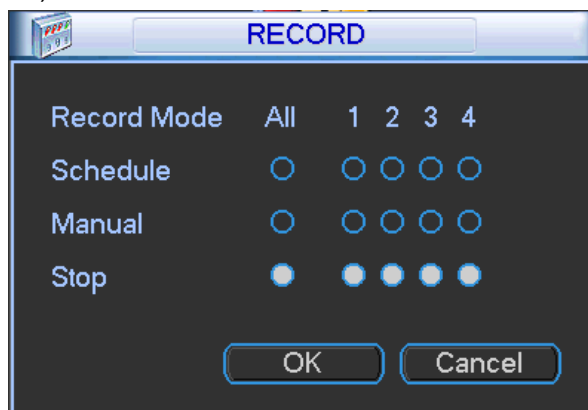 RECORD
Record Mode All 1 2 3 4
Schedule
Manual
Stop
OK Cancel